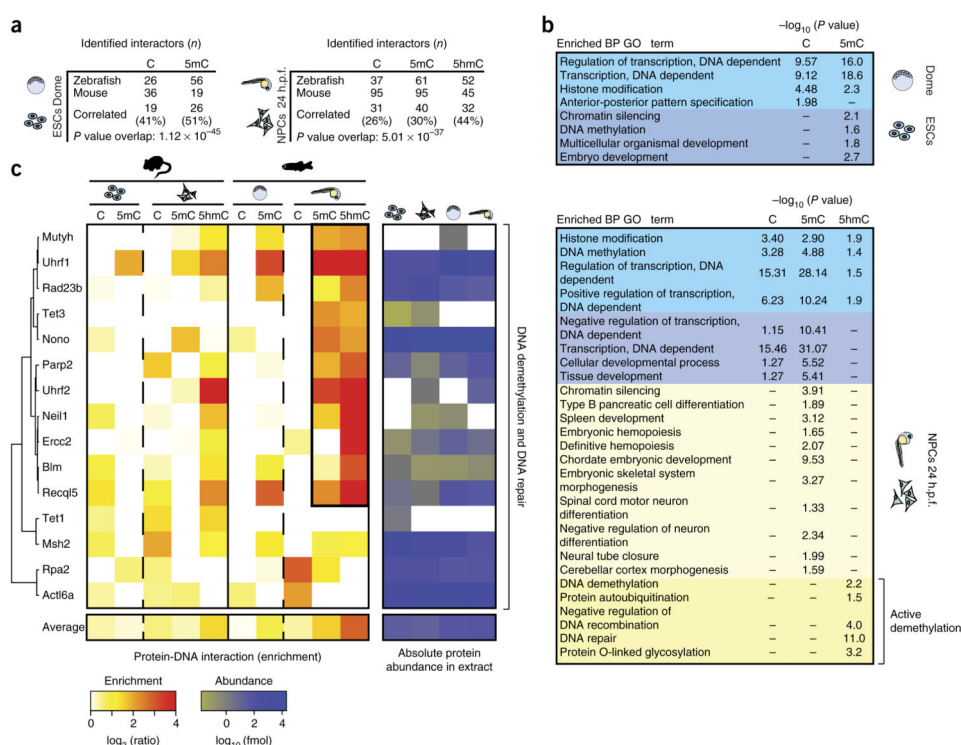 a
Identified interactors (n)
C 5mC
Zebrafish 26 56
Mouse 36 19
Correlated 19 26
(41%) (51%)
P value overlap: 1.12 × 10−45
ESCs Dome
Identified interactors (n)
C 5mC 5hmC
Zebrafish 37 61 52
Mouse 95 95 45
Correlated 31 40 32
(26%) (30%) (44%)
P value overlap: 5.01 × 10−37
NPCs 24 h.p.f.
b
–log10 (P value)
Enriched BP GO term C 5mC
Regulation of transcription, DNA dependent 9.57 16.0
Transcription, DNA dependent 9.12 18.6
Histone modification 4.48 2.3
Anterior-posterior pattern specification 1.98 –
Chromatin silencing – 2.1
DNA methylation – 1.6
Multicellular organismal development – 1.8
Embryo development – 2.7
Dome
ESCs
–log10 (P value)
Enriched BP GO term C 5mC 5hmC
Histone modification 3.40 2.90 1.9
DNA methylation 3.28 4.88 1.4
Regulation of transcription, DNA
dependent 15.31 28.14 1.5
Positive regulation of transcription,
DNA dependent 6.23 10.24 1.9
Negative regulation of transcription,
DNA dependent 1.15 10.41 –
Transcription, DNA dependent 15.46 31.07 –
Cellular developmental process 1.27 5.52 –
Tissue development 1.27 5.41 –
Chromatin silencing – 3.91 –
Type B pancreatic cell differentiation – 1.89 –
Spleen development – 3.12 –
Embryonic hemopoiesis – 1.65 –
Definitive hemopoiesis – 2.07 –
Chordate embryonic development – 9.53 –
Embryonic skeletal system
morphogenesis – 3.27 –
Spinal cord motor neuron
differentiation – 1.33 –
Negative regulation of neuron
differentiation – 2.34 –
Neural tube closure – 1.99 –
Cerebellar cortex morphogenesis – 1.59 –
DNA demethylation – – 2.2
Protein autoubiquitination – – 1.5
Negative regulation of
DNA recombination – – 4.0
DNA repair – – 11.0
Protein O-linked glycosylation – – 3.2
NPCs 24 h.p.f.
Active
demethylation
c
C 5mC C 5mC 5hmC C 5mC C 5mC 5hmC
Mutyh
Uhrf1
Rad23b
Tet3
Nono
Parp2
Uhrf2
Neil1
Ercc2
Blm
Recql5
Tet1
Msh2
Rpa2
Actl6a
Average
DNA demethylation and DNA repair
Protein-DNA interaction (enrichment)
Absolute protein
abundance in extract
Enrichment
0 2 4
log2 (ratio)
Abundance
0 2 4
log10 (fmol)